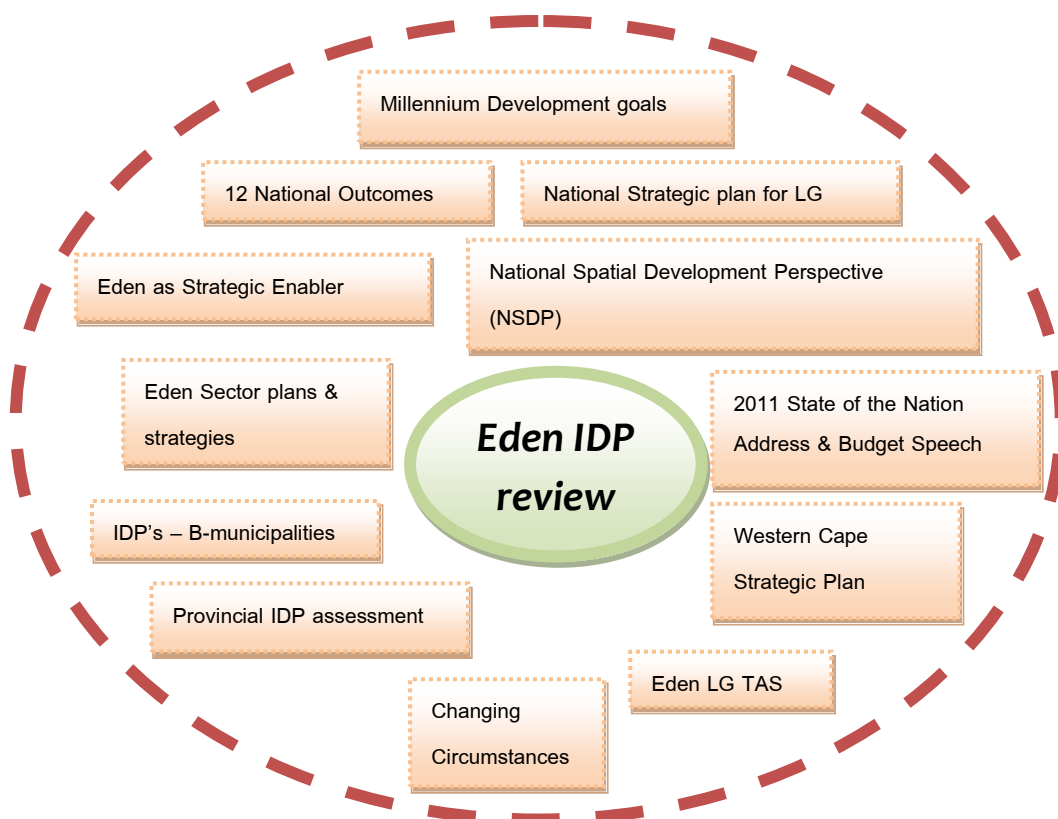 Millennium Development goals
12 National Outcomes
National Strategic plan for LG
Eden as Strategic Enabler
National Spatial Development Perspective
(NSDP)
Eden Sector plans &
strategies
Eden IDP
review
2011 State of the Nation
Address & Budget Speech
IDP's – B-municipalities
Western Cape
Strategic Plan
Provincial IDP assessment
Eden LG TAS
Changing
Circumstances